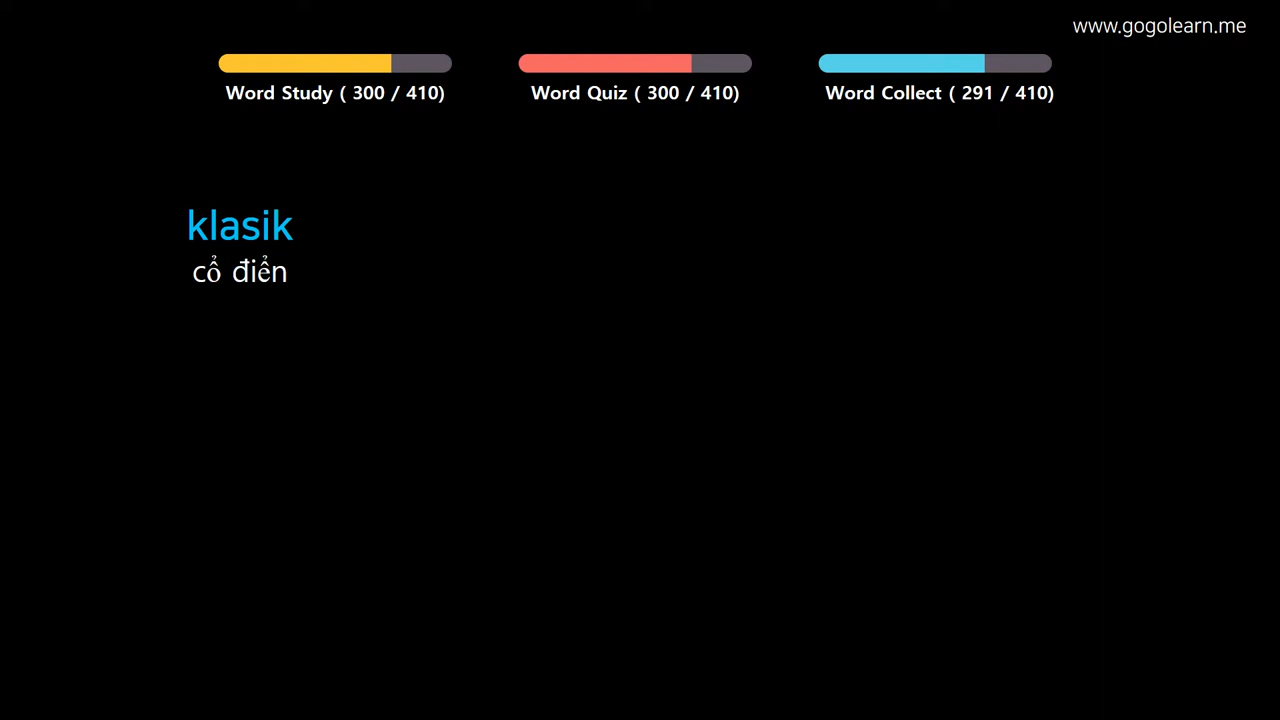 www.gogolearn.me
Word Study ( 300 / 410)
Word Quiz ( 300 / 410)
Word Collect ( 291 / 410)
klasik
cổ điển